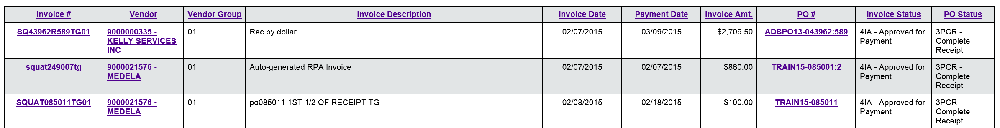 Invoice # Vendor Vendor Group Invoice Description Invoice Date Payment Date Invoice Amt. PO # Invoice Status PO Status
SQ43962R589TG01 9000000335 - 01 Rec by dollar 02/07/2015 03/09/2015 $2,709.50 ADSPO13-043962:589 4IA - Approved for 3PCR -
KELLY SERVICES Payment Complete
INC Receipt
squat249007tg 9000021576 - 01 Auto-generated RPA Invoice 02/07/2015 02/07/2015 $860.00 TRAIN15-085001:2 4IA - Approved for 3PCR -
MEDELA Payment Complete
Receipt
SQUAT085011TG01 9000021576 - 01 po085011 1ST 1/2 OF RECEIPT TG 02/08/2015 02/18/2015 $100.00 TRAIN15-085011 4IA - Approved for 3PCR -
MEDELA Payment Complete
Receipt